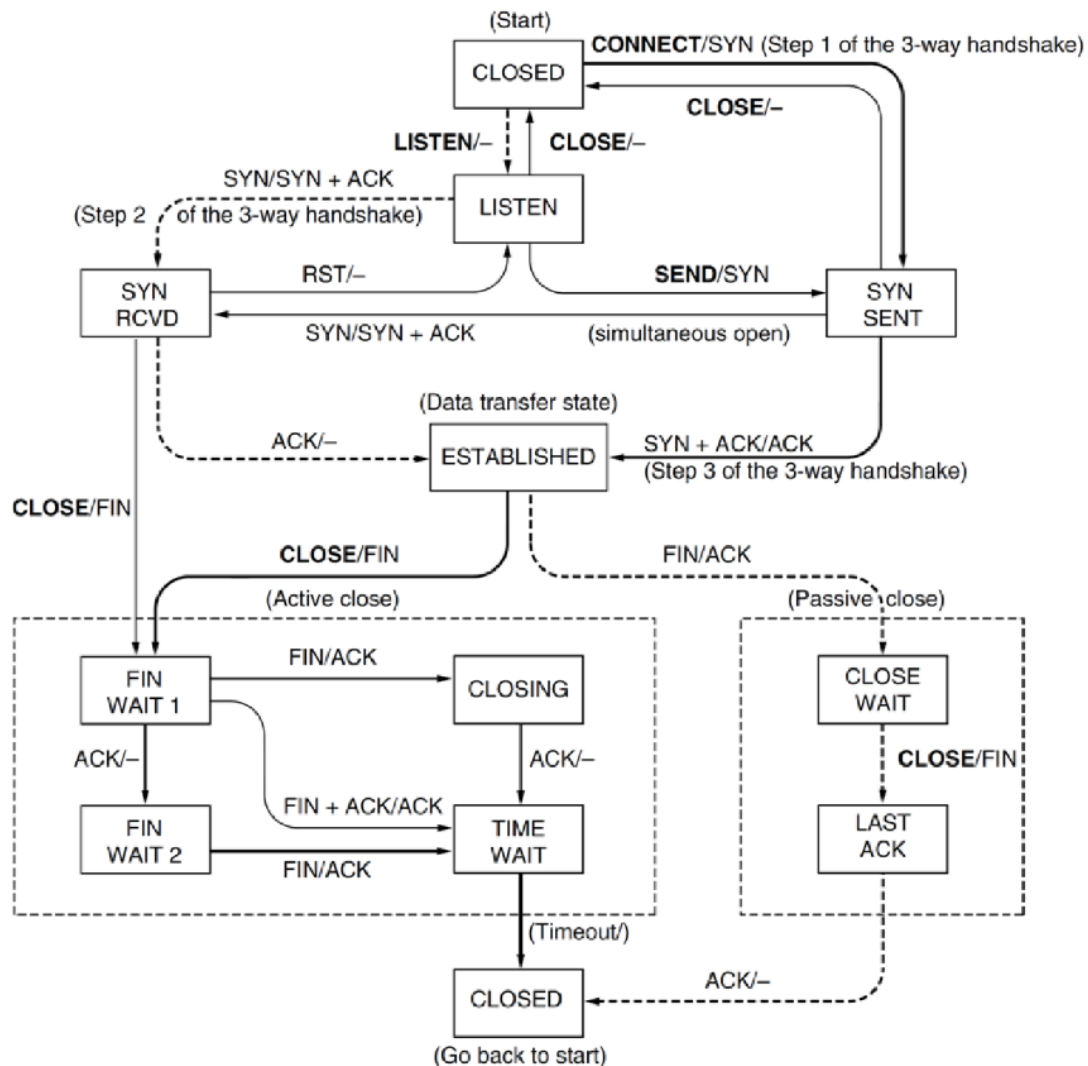 (Start)
CONNECT/SYN (Step 1 of the 3-way handshake)
CLOSED
CLOSE/–
LISTEN/–
CLOSE/–
SYN/SYN + ACK
(Step 2 of the 3-way handshake)
LISTEN
RST/–
SEND/SYN
SYN
RCVD
SYN
SENT
SYN/SYN + ACK
(simultaneous open)
(Data transfer state)
ACK/–
ESTABLISHED
SYN + ACK/ACK
(Step 3 of the 3-way handshake)
CLOSE/FIN
CLOSE/FIN
FIN/ACK
(Active close)
(Passive close)
FIN
WAIT 1
FIN/ACK
CLOSING
CLOSE
WAIT
ACK/–
ACK/–
CLOSE/FIN
FIN + ACK/ACK
FIN
WAIT 2
TIME
WAIT
LAST
ACK
FIN/ACK
(Timeout/)
CLOSED
ACK/–
(Go back to start)